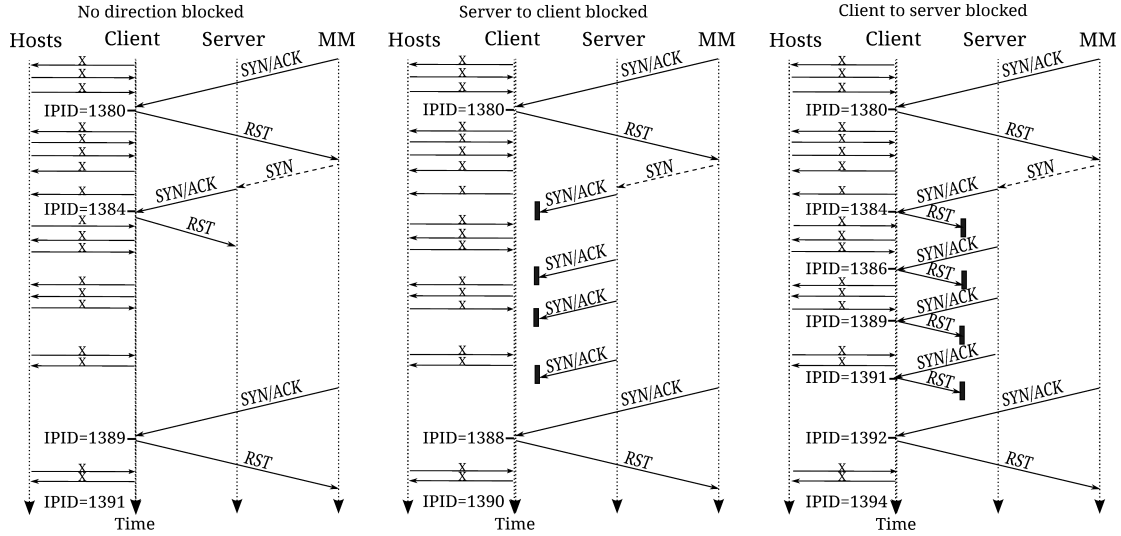 No direction blocked
Hosts Client Server MM
x
SYN/ACK
x
x
IPID=1380
x
RST
x
x
x
SYN
x
SYN/ACK
IPID=1384
x
RST
x
x
x
x
x
x
x
SYN/ACK
IPID=1389
RST
x
x
IPID=1391
Time
Server to client blocked
Hosts Client Server MM
x
SYN/ACK
x
x
IPID=1380
x
RST
x
x
x
SYN
x
SYN/ACK
x
x
x
SYN/ACK
x
x
SYN/ACK
x
x
SYN/ACK
x
SYN/ACK
IPID=1388
RST
x
x
IPID=1390
Time
Client to server blocked
Hosts Client Server MM
x
SYN/ACK
x
x
IPID=1380
x
RST
x
x
x
SYN
x
SYN/ACK
IPID=1384
RST
x
x
x
SYN/ACK
IPID=1386
RST
x
x
x
SYN/ACK
IPID=1389
RST
x
x
SYN/ACK
IPID=1391
RST
SYN/ACK
IPID=1392
RST
x
x
IPID=1394
Time